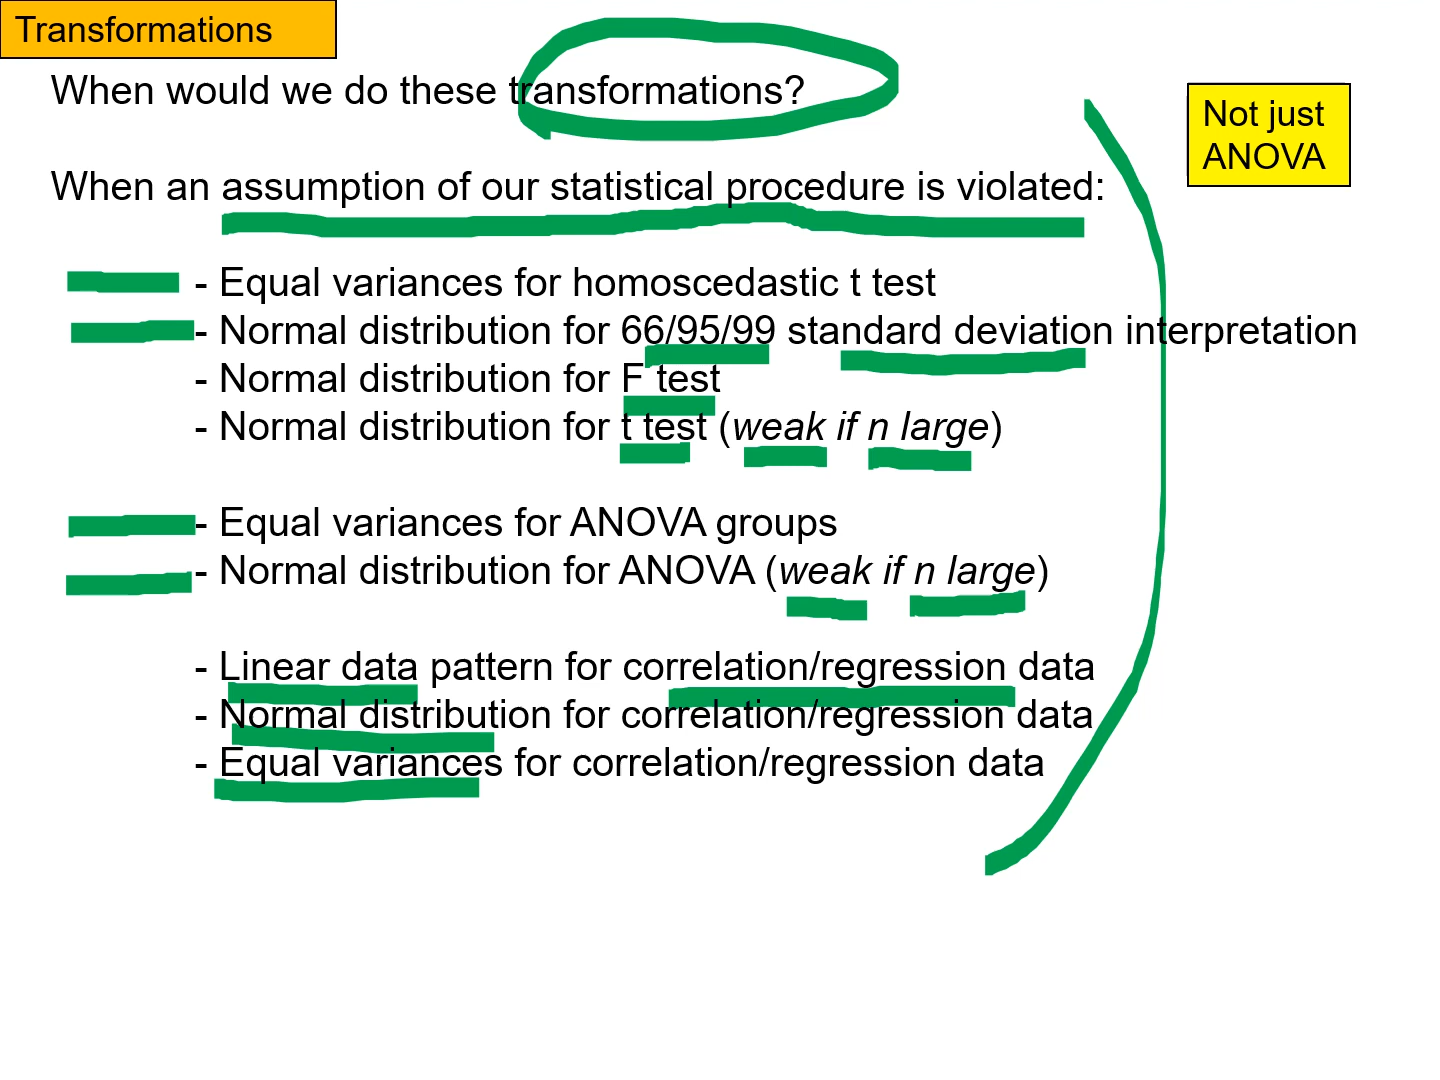 Transformations
When would we do these transformations?
Not just
ANOVA
When an assumption of our statistical procedure is violated:
- Equal variances for homoscedastic t test
- Normal distribution for 66/95/99 standard deviation interpretation
- Normal distribution for F test
- Normal distribution for t test (weak if n large)
- Equal variances for ANOVA groups
- Normal distribution for ANOVA (weak if n large)
- Linear data pattern for correlation/regression data
- Normal distribution for correlation/regression data
- Equal variances for correlation/regression data